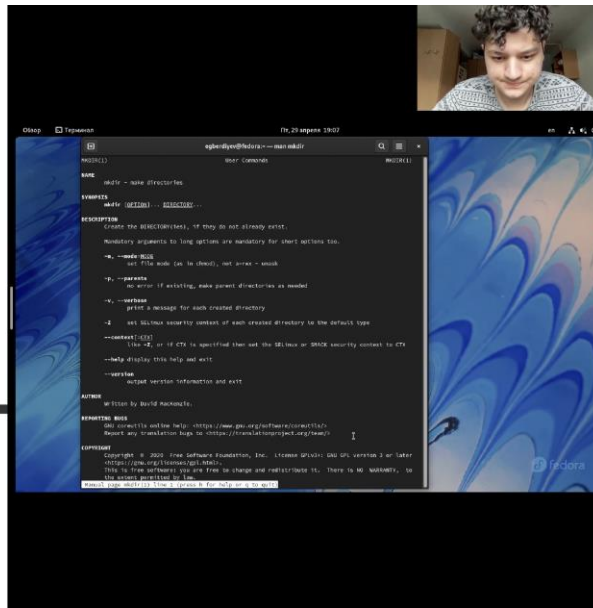 Обзор Терминал Пт, 29 апреля 19:07 en
egberdiyev@fedora:~ — man mkdir
MKDIR(1) User Commands MKDIR(1)
NAME
mkdir - make directories
SYNOPSIS
mkdir [OPTION]... DIRECTORY...
DESCRIPTION
Create the DIRECTORY(ies), if they do not already exist.
Mandatory arguments to long options are mandatory for short options too.
-m, --mode=MODE
set file mode (as in chmod), not a=rwx - umask
-p, --parents
no error if existing, make parent directories as needed
-v, --verbose
print a message for each created directory
-Z set SELinux security context of each created directory to the default type
--context[=CTX]
like -Z, or if CTX is specified then set the SELinux or SMACK security context to CTX
--help display this help and exit
--version
output version information and exit
AUTHOR
Written by David MacKenzie.
REPORTING BUGS
GNU coreutils online help: <https://www.gnu.org/software/coreutils/>
Report any translation bugs to <https://translationproject.org/team/>
COPYRIGHT
Copyright © 2020 Free Software Foundation, Inc. License GPLv3+: GNU GPL version 3 or later
<https://gnu.org/licenses/gpl.html>.
This is free software: you are free to change and redistribute it. There is NO WARRANTY, to
the extent permitted by law.
Manual page mkdir(1) line 1 (press h for help or q to quit)
fedora